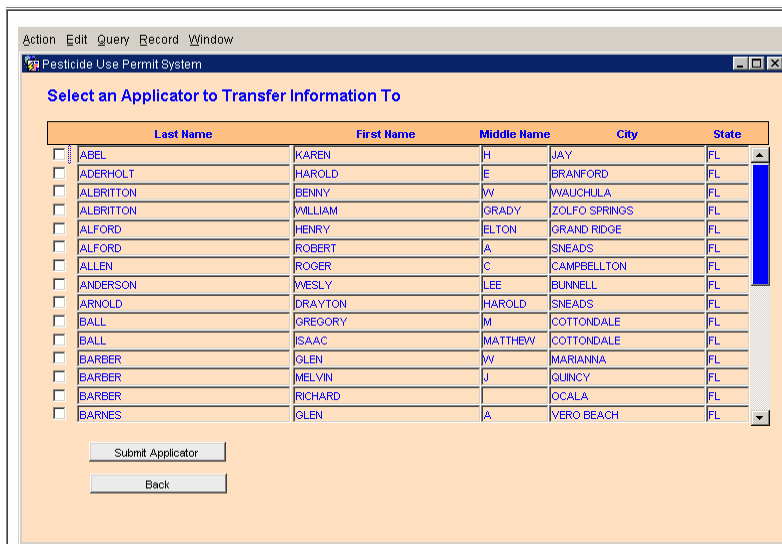 Action Edit Query Record Window
Pesticide Use Permit System
Select an Applicator to Transfer Information To
Last Name First Name Middle Name City State
ABEL KAREN H JAY FL
ADERHOLT HAROLD E BRANFORD FL
ALBRITTON BENNY W WAUCHULA FL
ALBRITTON WILLIAM GRADY ZOLFO SPRINGS FL
ALFORD HENRY ELTON GRAND RIDGE FL
ALFORD ROBERT A SNEADS FL
ALLEN ROGER C CAMPBELLTON FL
ANDERSON WESLY LEE BUNNELL FL
ARNOLD DRAYTON HAROLD SNEADS FL
BALL GREGORY M COTTONDALE FL
BALL ISAAC MATTHEW COTTONDALE FL
BARBER GLEN W MARIANNA FL
BARBER MELVIN J QUINCY FL
BARBER RICHARD OCALA FL
BARNES GLEN A VERO BEACH FL
Submit Applicator
Back